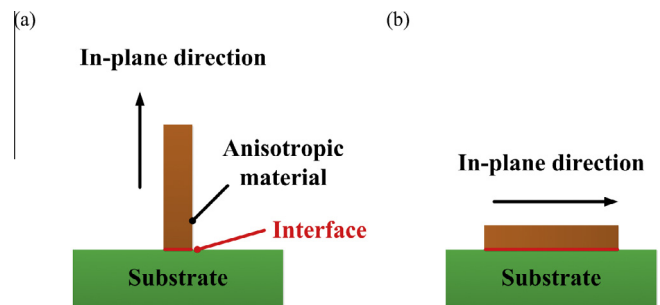 (a)
In-plane direction
Anisotropic
material
Interface
Substrate
(b)
In-plane direction
Substrate